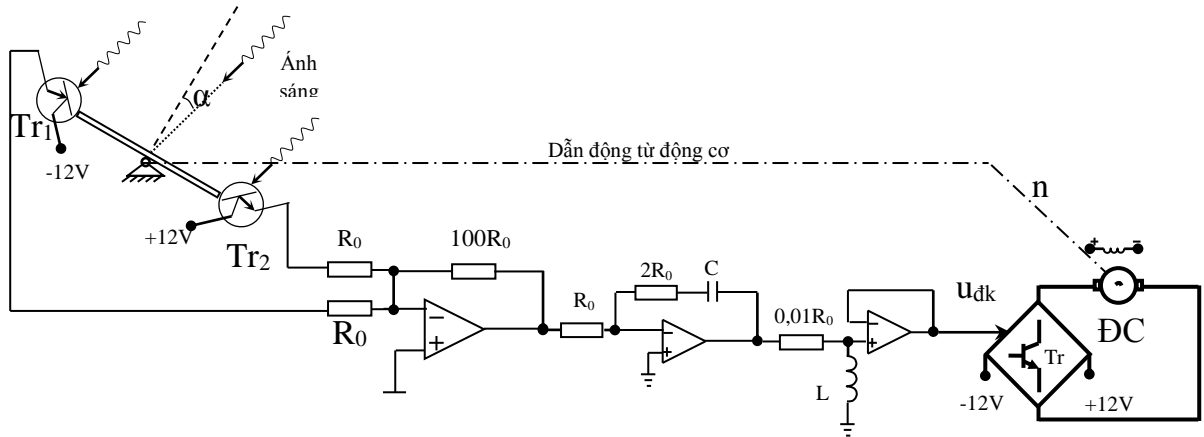 Ánh
sáng
α
Tr₁
-12V
Dẫn động từ động cơ
n
+12V
Tr₂
R₀
100R₀
R₀
R₀
2R₀
C
0,01R₀
L
uđk
+ −
ĐC
Tr
-12V
+12V
−
+
−
+
−
+